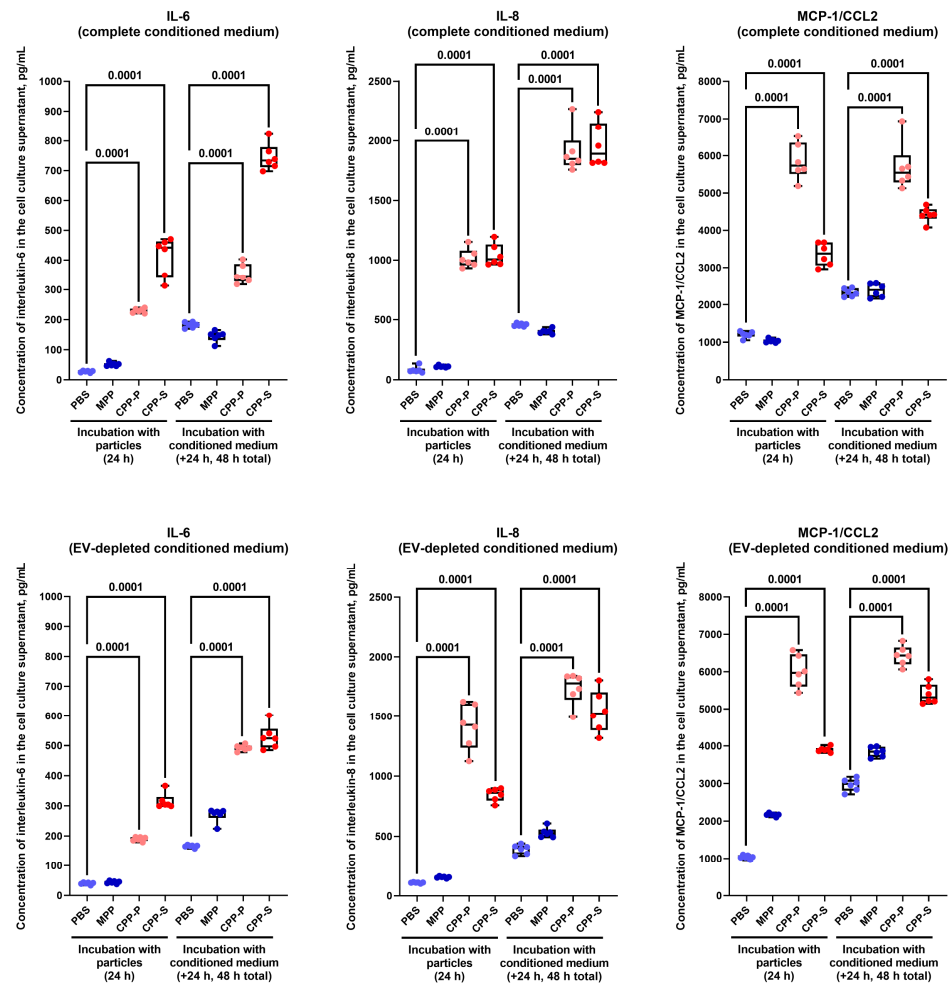 IL-6
(complete conditioned medium)
Concentration of interleukin-6 in the cell culture supernatant, pg/mL
1000
900
800
700
600
500
400
300
200
100
0
0.0001
0.0001
0.0001
0.0001
PBS
MPP
CPP-P
CPP-S
PBS
MPP
CPP-P
CPP-S
Incubation with
particles
(24 h)
Incubation with
conditioned medium
(+24 h, 48 h total)
IL-8
(complete conditioned medium)
Concentration of interleukin-8 in the cell culture supernatant, pg/mL
2500
2000
1500
1000
500
0
0.0001
0.0001
0.0001
0.0001
PBS
MPP
CPP-P
CPP-S
PBS
MPP
CPP-P
CPP-S
Incubation with
particles
(24 h)
Incubation with
conditioned medium
(+24 h, 48 h total)
MCP-1/CCL2
(complete conditioned medium)
Concentration of MCP-1/CCL2 in the cell culture supernatant, pg/mL
8000
7000
6000
5000
4000
3000
2000
1000
0
0.0001
0.0001
0.0001
0.0001
PBS
MPP
CPP-P
CPP-S
PBS
MPP
CPP-P
CPP-S
Incubation with
particles
(24 h)
Incubation with
conditioned medium
(+24 h, 48 h total)
IL-6
(EV-depleted conditioned medium)
Concentration of interleukin-6 in the cell culture supernatant, pg/mL
1000
900
800
700
600
500
400
300
200
100
0
0.0001
0.0001
0.0001
0.0001
PBS
MPP
CPP-P
CPP-S
PBS
MPP
CPP-P
CPP-S
Incubation with
particles
(24 h)
Incubation with
conditioned medium
(+24 h, 48 h total)
IL-8
(EV-depleted conditioned medium)
Concentration of interleukin-8 in the cell culture supernatant, pg/mL
2500
2000
1500
1000
500
0
0.0001
0.0001
0.0001
0.0001
PBS
MPP
CPP-P
CPP-S
PBS
MPP
CPP-P
CPP-S
Incubation with
particles
(24 h)
Incubation with
conditioned medium
(+24 h, 48 h total)
MCP-1/CCL2
(EV-depleted conditioned medium)
Concentration of MCP-1/CCL2 in the cell culture supernatant, pg/mL
8000
7000
6000
5000
4000
3000
2000
1000
0
0.0001
0.0001
0.0001
0.0001
PBS
MPP
CPP-P
CPP-S
PBS
MPP
CPP-P
CPP-S
Incubation with
particles
(24 h)
Incubation with
conditioned medium
(+24 h, 48 h total)